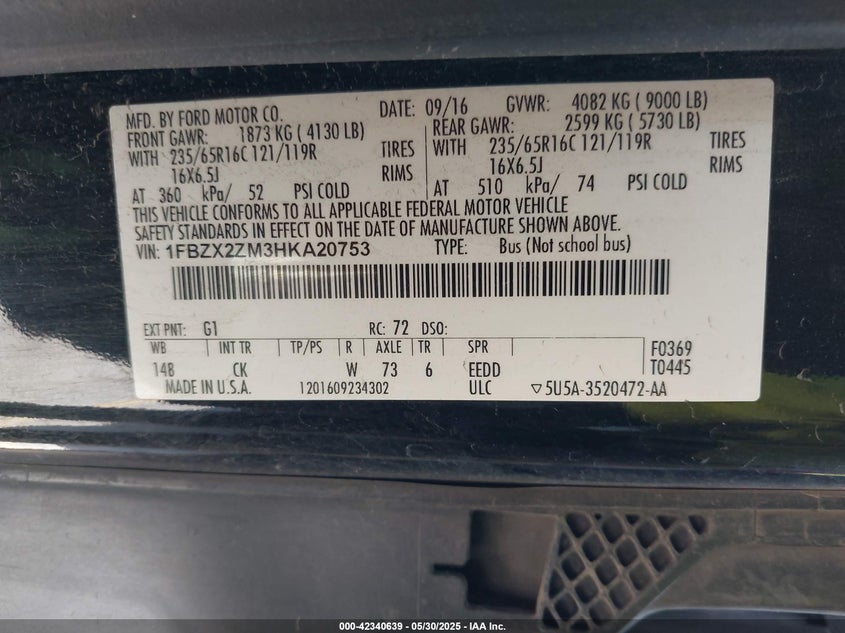 MFD. BY FORD MOTOR CO. DATE: 09/16 GVWR: 4082 KG ( 9000 LB)
FRONT GAWR: 1873 KG ( 4130 LB) REAR GAWR: 2599 KG ( 5730 LB)
WITH 235/65R16C 121/119R TIRES WITH 235/65R16C 121/119R TIRES
16X6.5J RIMS 16X6.5J RIMS
AT 360 kPa/ 52 PSI COLD AT 510 kPa/ 74 PSI COLD
THIS VEHICLE CONFORMS TO ALL APPLICABLE FEDERAL MOTOR VEHICLE
SAFETY STANDARDS IN EFFECT ON THE DATE OF MANUFACTURE SHOWN ABOVE.
VIN: 1FBZX2ZM3HKA20753 TYPE: Bus (Not school bus)
EXT PNT: G1 RC: 72 DSO:
WB INT TR TP/PS R AXLE TR SPR F0369
148 CK W 73 6 EEDD T0445
MADE IN U.S.A. 1201609234302 ULC ▽5U5A-3520472-AA
000-42340639 - 05/30/2025 - IAA Inc.